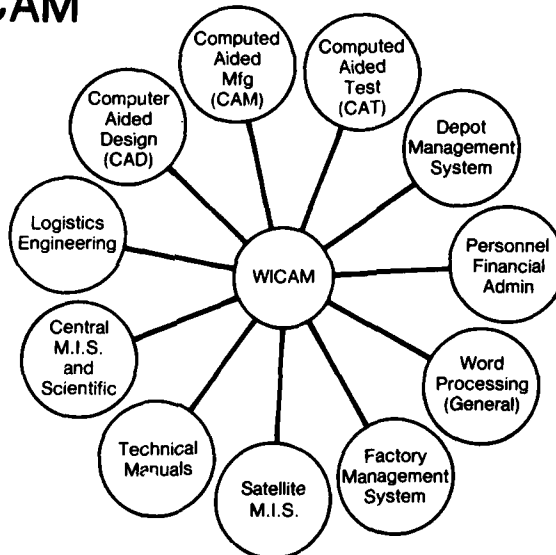 CAM
Computed
Aided
Mfg
(CAM)
Computed
Aided
Test
(CAT)
Computer
Aided
Design
(CAD)
Depot
Management
System
Logistics
Engineering
Personnel
Financial
Admin
WICAM
Central
M.I.S.
and
Scientific
Word
Processing
(General)
Technical
Manuals
Satellite
M.I.S.
Factory
Management
System